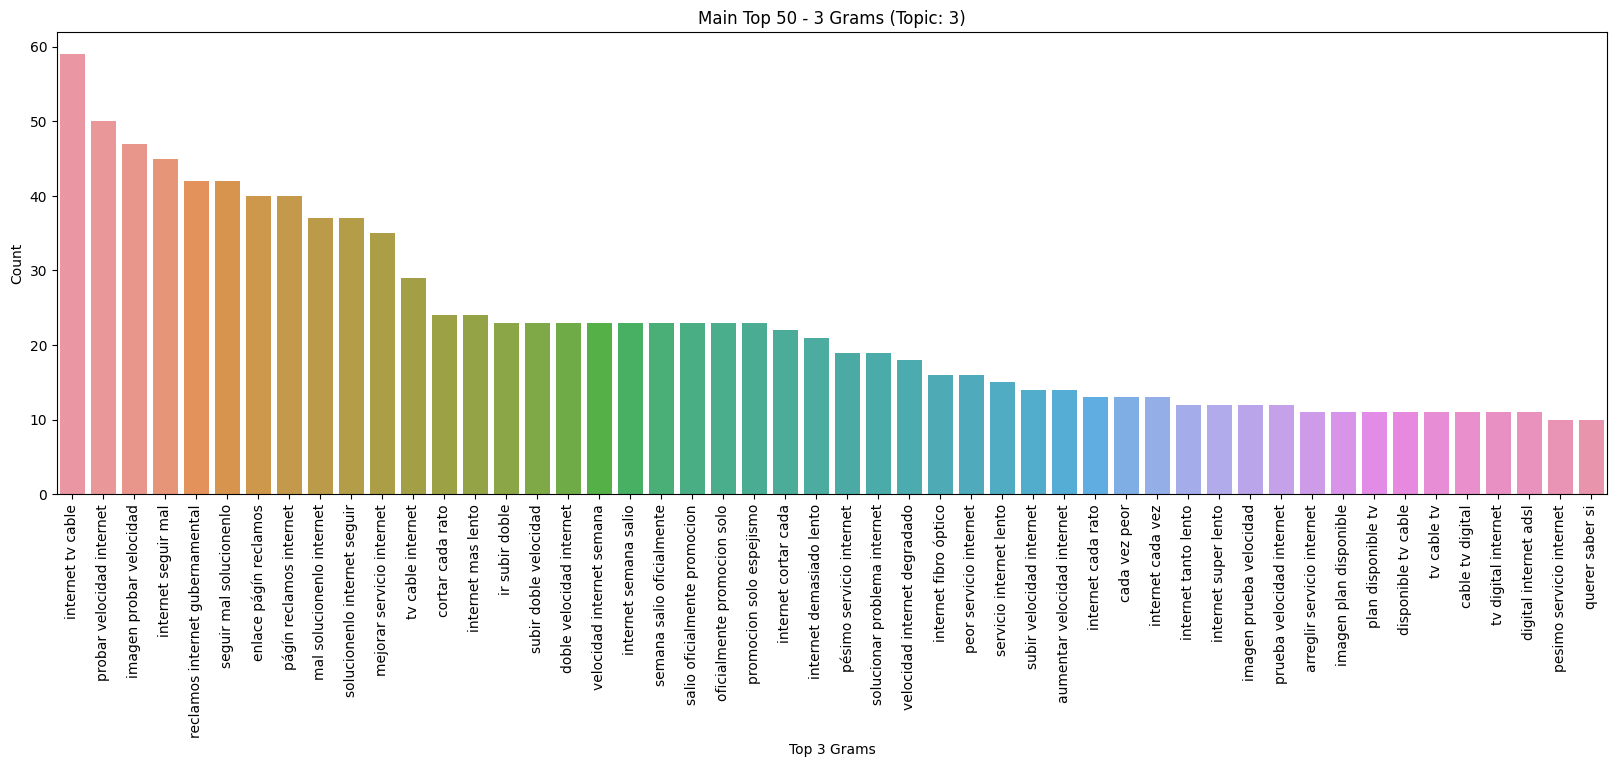 Main Top 50 - 3 Grams (Topic: 3)
60
50
40
30
20
10
0
Count
internet tv cable
probar velocidad internet
imagen probar velocidad
internet seguir mal
reclamos internet gubernamental
seguir mal solucionenlo
enlace págin reclamos
págin reclamos internet
mal solucionenlo internet
solucionenlo internet seguir
mejorar servicio internet
tv cable internet
cortar cada rato
internet mas lento
ir subir doble
subir doble velocidad
doble velocidad internet
velocidad internet semana
internet semana salio
semana salio oficialmente
salio oficialmente promocion
oficialmente promocion solo
promocion solo espejismo
internet cortar cada
internet demasiado lento
pésimo servicio internet
solucionar problema internet
velocidad internet degradado
internet fibro óptico
peor servicio internet
servicio internet lento
subir velocidad internet
aumentar velocidad internet
internet cada rato
cada vez peor
internet cada vez
internet tanto lento
internet super lento
imagen prueba velocidad
prueba velocidad internet
arreglir servicio internet
imagen plan disponible
plan disponible tv
disponible tv cable
tv cable tv
cable tv digital
tv digital internet
digital internet adsl
pesimo servicio internet
querer saber si
Top 3 Grams